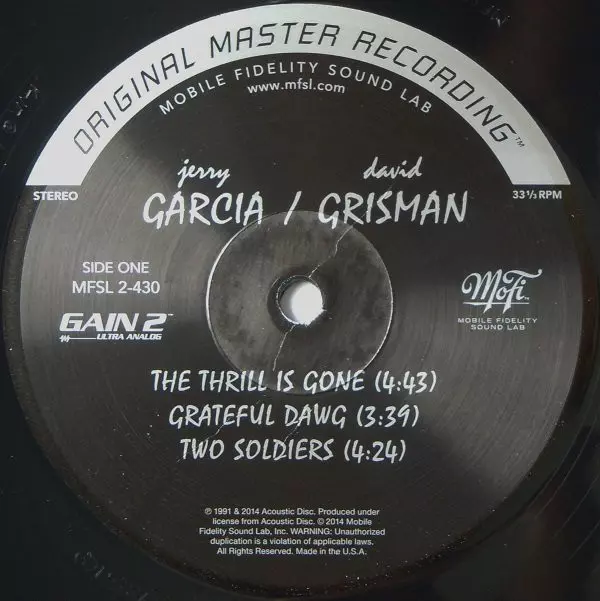 ORIGINAL MASTER RECORDING™
MOBILE FIDELITY SOUND LAB
www.mfsl.com
jerry david
GARCIA / GRISMAN
STEREO
33⅓ RPM
SIDE ONE
MFSL 2-430
GAIN 2™
ULTRA ANALOG
MoFi™
MOBILE FIDELITY
SOUND LAB
THE THRILL IS GONE (4:43)
GRATEFUL DAWG (3:39)
TWO SOLDIERS (4:24)
℗ 1991 & 2014 Acoustic Disc. Produced under
license from Acoustic Disc. © 2014 Mobile
Fidelity Sound Lab, Inc. WARNING: Unauthorized
duplication is a violation of applicable laws.
All Rights Reserved. Made in the U.S.A.